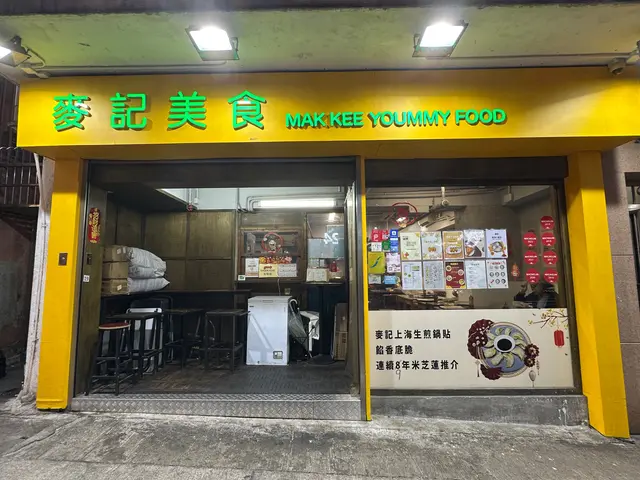 麥記美食 MAK KEE YOUMMY FOOD
24
麥記上海生煎鍋貼
餡香底脆
連續8年米芝蓮推介